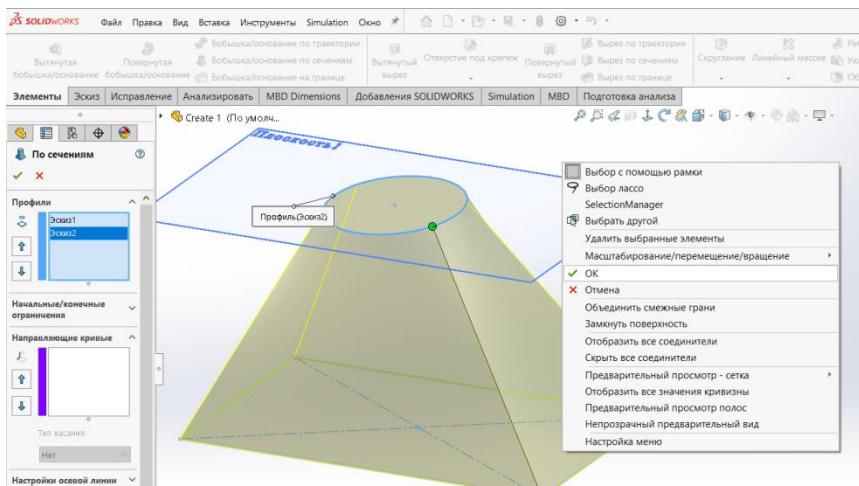 SOLIDWORKS Файл Правка Вид Вставка Инструменты Simulation Окно
Вытянутая бобышка/основание
Повернутая бобышка/основание
Бобышка/основание по траектории
Бобышка/основание по сечениям
Бобышка/основание на границе
Вытянутый вырез
Отверстие под крепеж
Повернутый вырез
Вырез по траектории
Вырез по сечениям
Вырез по границе
Скругление
Линейный массив
Элементы Эскиз Исправление Анализировать MBD Dimensions Добавления SOLIDWORKS Simulation MBD Подготовка анализа
Create 1 (По умолч...
По сечениям
Профили
Эскиз1
Эскиз2
Начальные/конечные
ограничения
Направляющие кривые
Тип касания
Нет
Настройки осевой линии
Плоскость1
Профиль(Эскиз2)
Выбор с помощью рамки
Выбор лассо
SelectionManager
Выбрать другой
Удалить выбранные элементы
Масштабирование/перемещение/вращение
OK
Отмена
Объединить смежные грани
Замкнуть поверхность
Отобразить все соединители
Скрыть все соединители
Предварительный просмотр - сетка
Отобразить все значения кривизны
Предварительный просмотр полос
Непрозрачный предварительный вид
Настройка меню